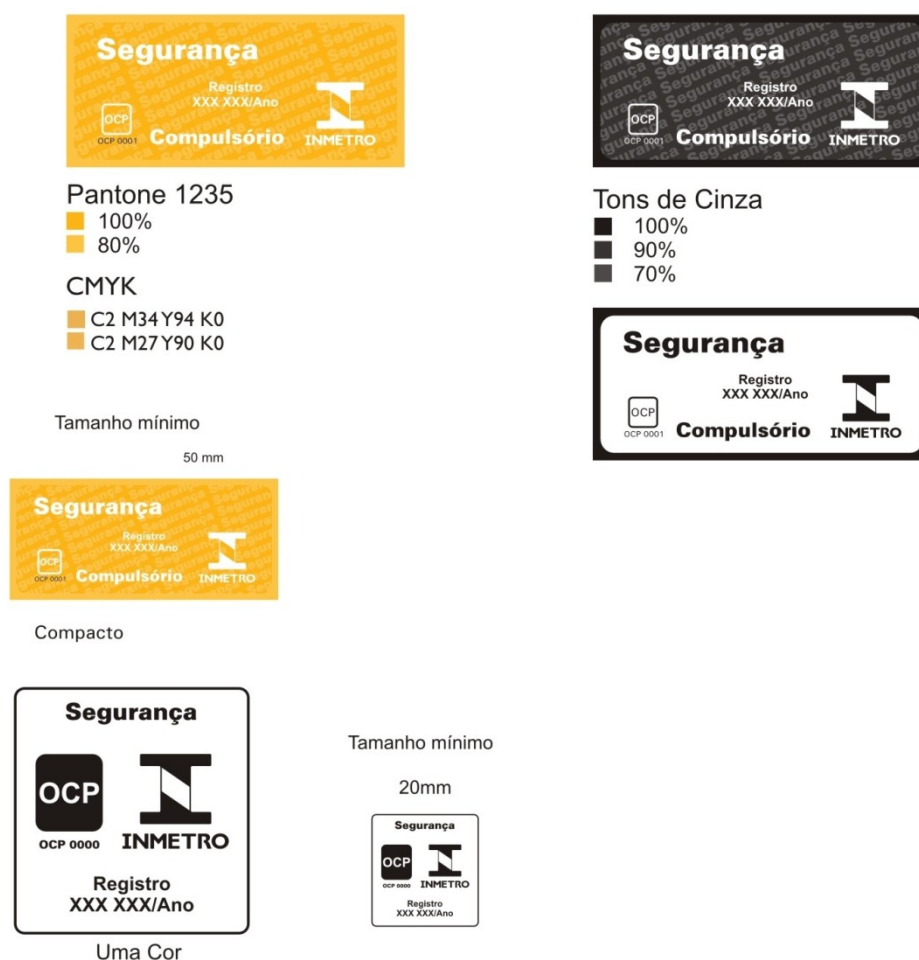 Segurança
Registro
XXX XXX/Ano
OCP
OCP 0001
Compulsório
INMETRO
Pantone 1235
100%
80%
CMYK
C2 M34 Y94 K0
C2 M27 Y90 K0
Segurança
Registro
XXX XXX/Ano
OCP
OCP 0001
Compulsório
INMETRO
Tons de Cinza
100%
90%
70%
Segurança
Registro
XXX XXX/Ano
OCP
OCP 0001
Compulsório
INMETRO
Tamanho mínimo
50 mm
Segurança
Registro
XXX XXX/Ano
OCP
OCP 0001
Compulsório
INMETRO
Compacto
Segurança
OCP
OCP 0000
INMETRO
Registro
XXX XXX/Ano
Uma Cor
Tamanho mínimo
20mm
Segurança
OCP
OCP 0000
INMETRO
Registro
XXX XXX/Ano